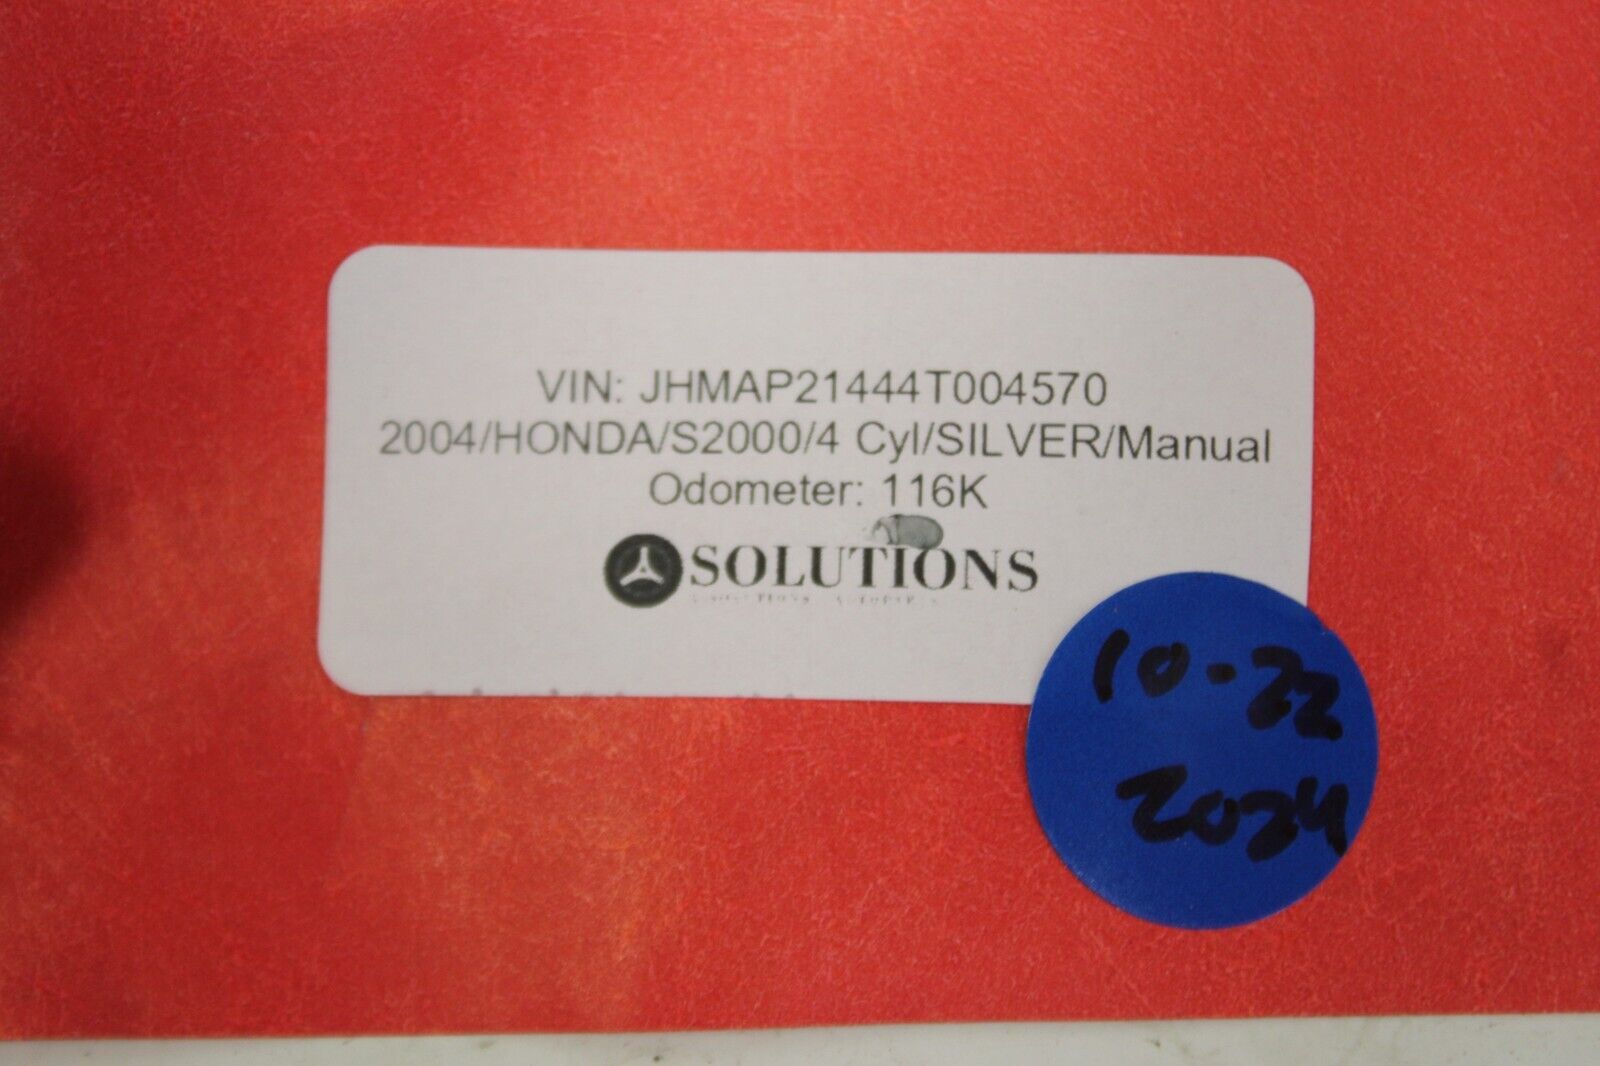 VIN: JHMAP21444T004570
2004/HONDA/S2000/4 Cyl/SILVER/Manual
Odometer: 116K
SOLUTIONS
10-22
2024